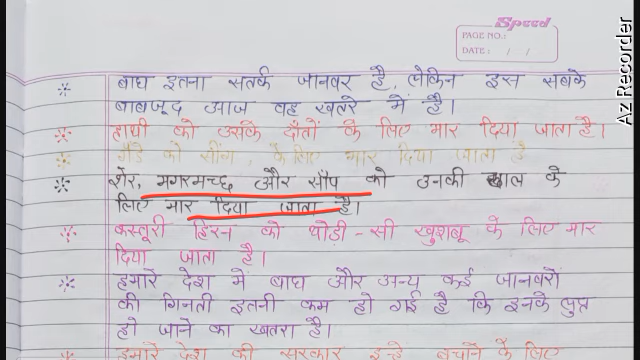 Speed
PAGE NO.:
DATE: / /
बाघ इतना सतर्क जानवर है, लेकिन इस सबके
बावजूद आज वह खतरे में है।
हाथी को उसके दाँतों के लिए मार दिया जाता है।
गैंडे को सींग, के लिए मार दिया जाता है
शेर, मगरमच्छ और साँप को उनकी खाल के
लिए मार दिया जाता है।
कस्तूरी हिरन को थोड़ी-सी खुशबू के लिए मार
दिया जाता है।
हमारे देश में बाघ और अन्य कई जानवरों
की गिनती इतनी कम हो गई है कि इनके लुप्त
हो जाने का खतरा है।
हमारे देश की सरकार इन्हे बचाने के लिए
Az Recorder